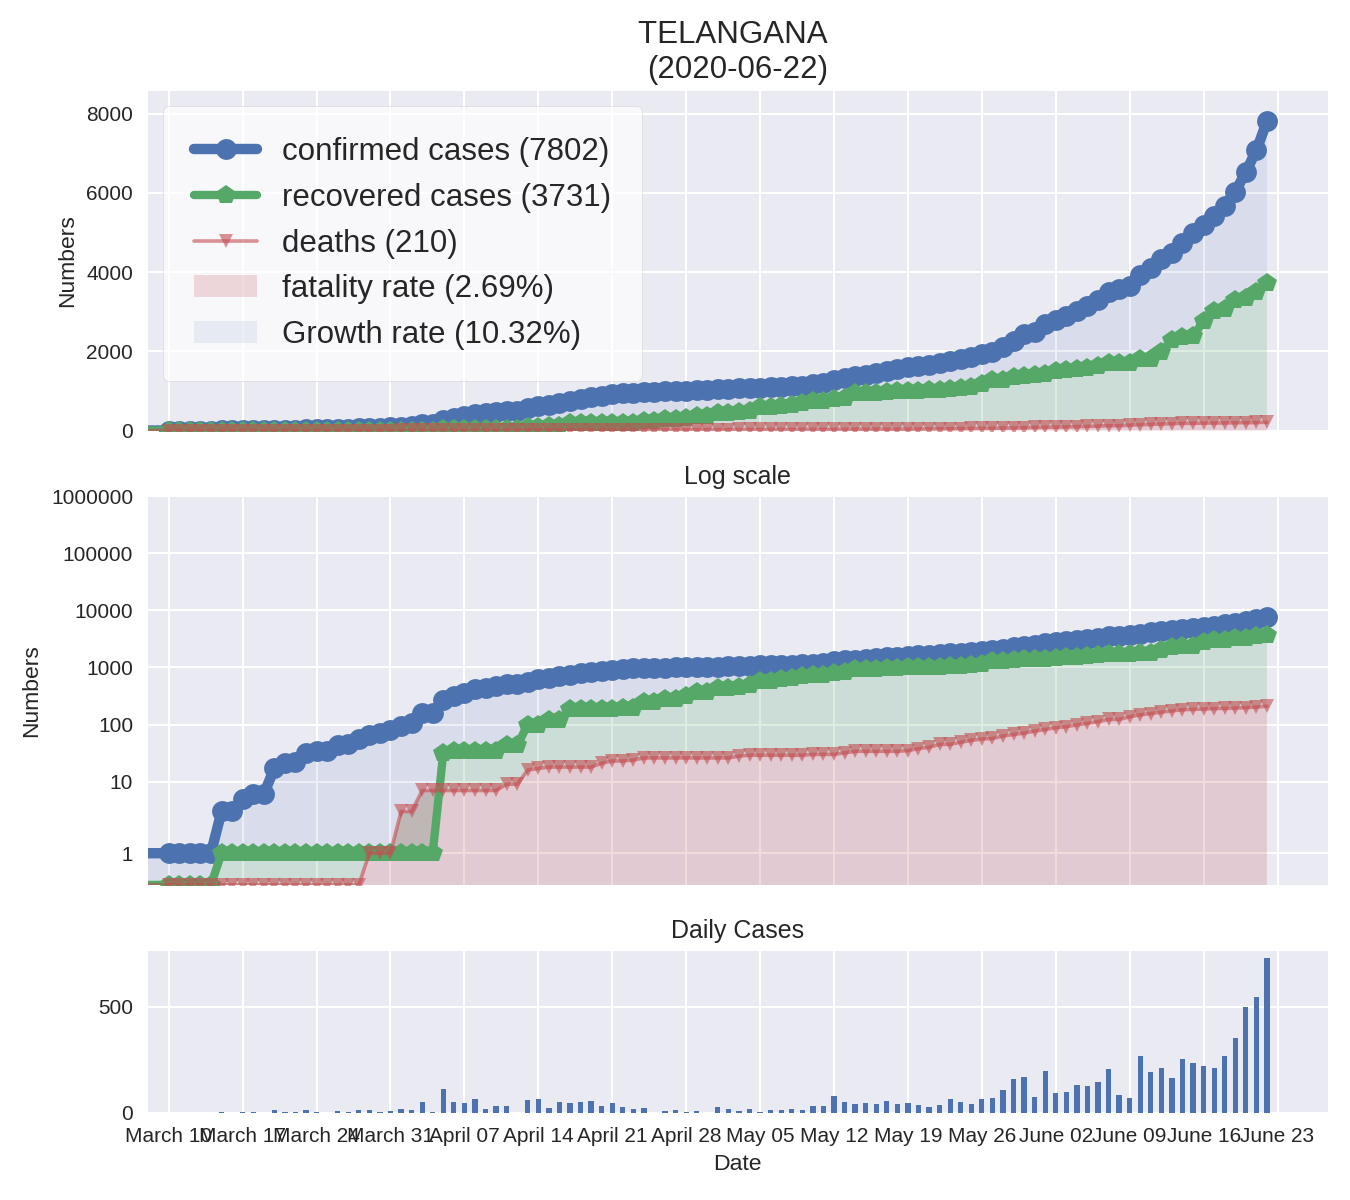 TELANGANA
(2020-06-22)
8000
6000
4000
2000
0
Numbers
confirmed cases (7802)
recovered cases (3731)
deaths (210)
fatality rate (2.69%)
Growth rate (10.32%)
Log scale
1000000
100000
10000
1000
100
10
1
Numbers
Daily Cases
500
0
March 10 March 17 March 24 March 31 April 07 April 14 April 21 April 28 May 05 May 12 May 19 May 26 June 02 June 09 June 16 June 23
Date